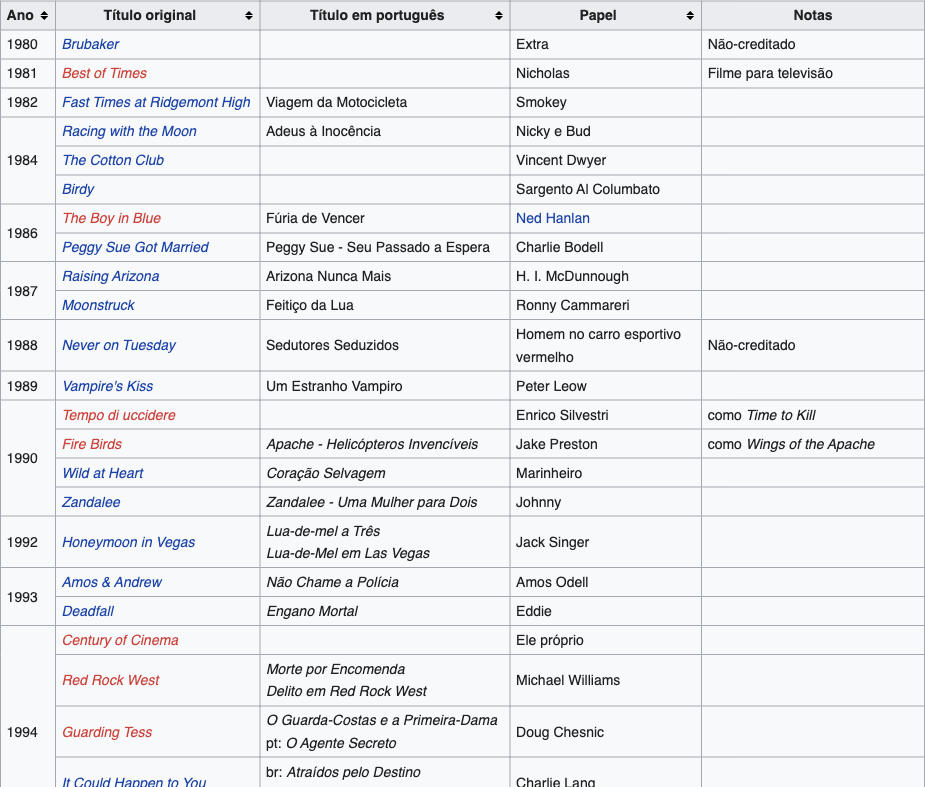 Ano Título original Título em português Papel Notas
1980 Brubaker Extra Não-creditado
1981 Best of Times Nicholas Filme para televisão
1982 Fast Times at Ridgemont High Viagem da Motocicleta Smokey
1984 Racing with the Moon Adeus à Inocência Nicky e Bud
The Cotton Club Vincent Dwyer
Birdy Sargento Al Columbato
1986 The Boy in Blue Fúria de Vencer Ned Hanlan
Peggy Sue Got Married Peggy Sue - Seu Passado a Espera Charlie Bodell
1987 Raising Arizona Arizona Nunca Mais H. I. McDunnough
Moonstruck Feitiço da Lua Ronny Cammareri
1988 Never on Tuesday Sedutores Seduzidos Homem no carro esportivo
vermelho Não-creditado
1989 Vampire's Kiss Um Estranho Vampiro Peter Leow
1990 Tempo di uccidere Enrico Silvestri como Time to Kill
Fire Birds Apache - Helicópteros Invencíveis Jake Preston como Wings of the Apache
Wild at Heart Coração Selvagem Marinheiro
Zandalee Zandalee - Uma Mulher para Dois Johnny
1992 Honeymoon in Vegas Lua-de-mel a Três
Lua-de-Mel em Las Vegas Jack Singer
1993 Amos & Andrew Não Chame a Polícia Amos Odell
Deadfall Engano Mortal Eddie
1994 Century of Cinema Ele próprio
Red Rock West Morte por Encomenda
Delito em Red Rock West Michael Williams
Guarding Tess O Guarda-Costas e a Primeira-Dama
pt: O Agente Secreto Doug Chesnic
It Could Happen to You br: Atraídos pelo Destino
Charlie Lang